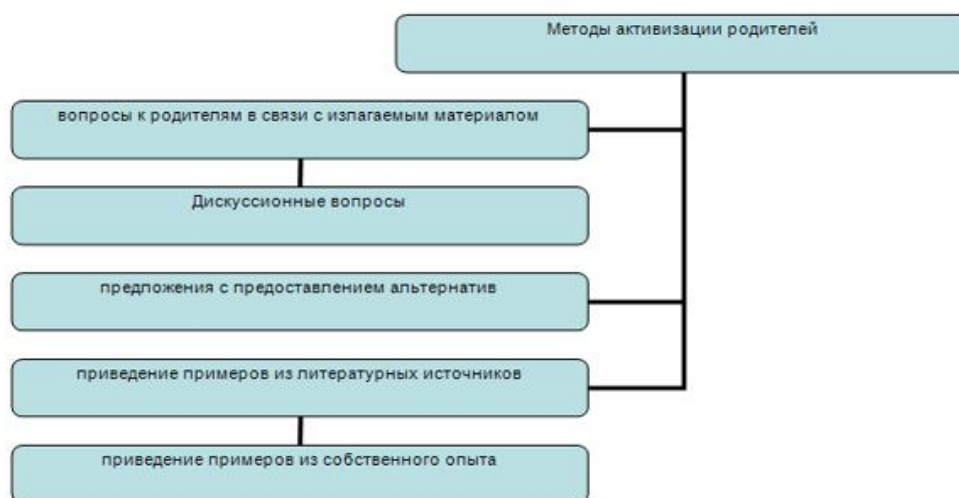 Методы активизации родителей
вопросы к родителям в связи с излагаемым материалом
Дискуссионные вопросы
предложения с предоставлением альтернатив
приведение примеров из литературных источников
приведение примеров из собственного опыта